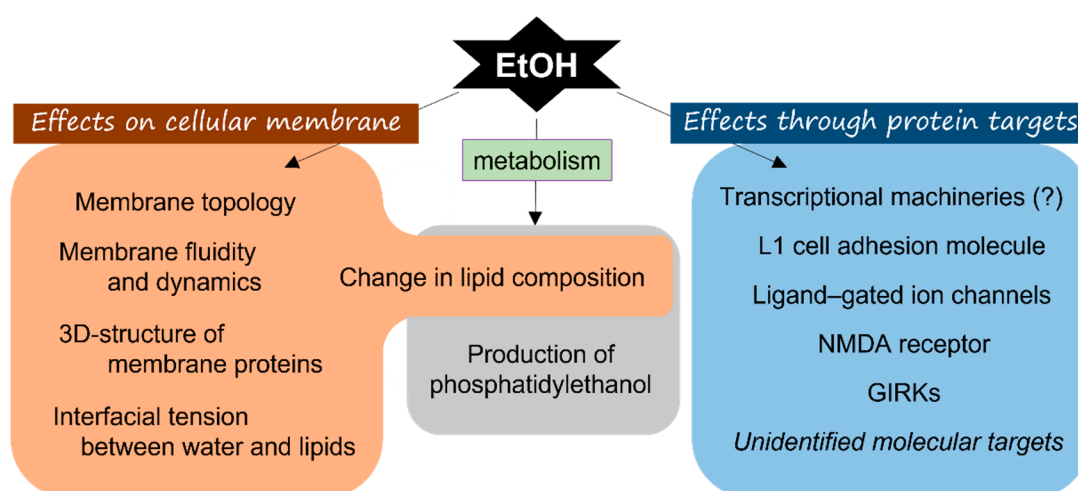 EtOH
Effects on cellular membrane
Membrane topology
Membrane fluidity
and dynamics
3D-structure of
membrane proteins
Interfacial tension
between water and lipids
metabolism
Change in lipid composition
Production of
phosphatidylethanol
Effects through protein targets
Transcriptional machineries (?)
L1 cell adhesion molecule
Ligand–gated ion channels
NMDA receptor
GIRKs
Unidentified molecular targets